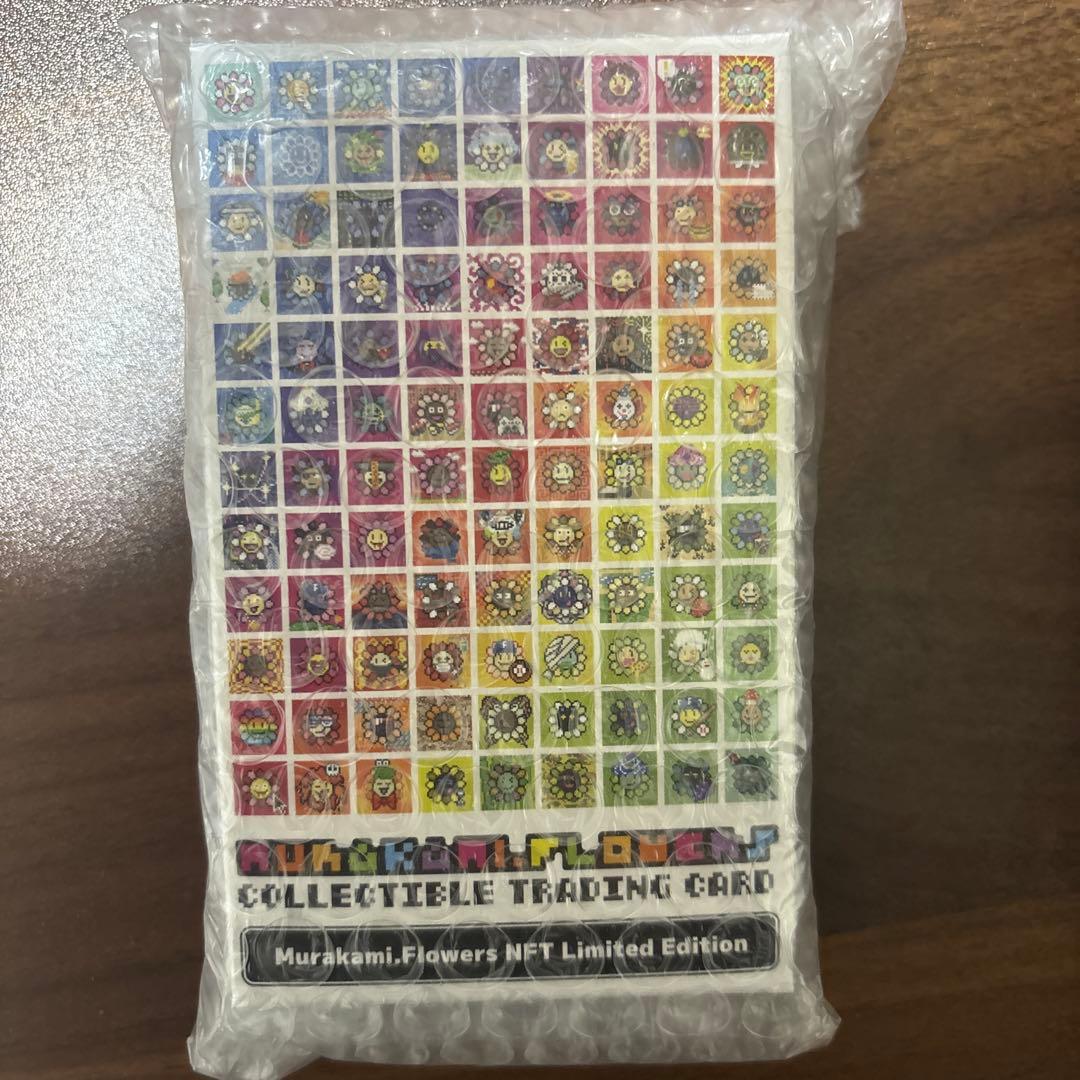 MURAKAMI.FLOWERS
COLLECTIBLE TRADING CARD
Murakami.Flowers NFT Limited Edition